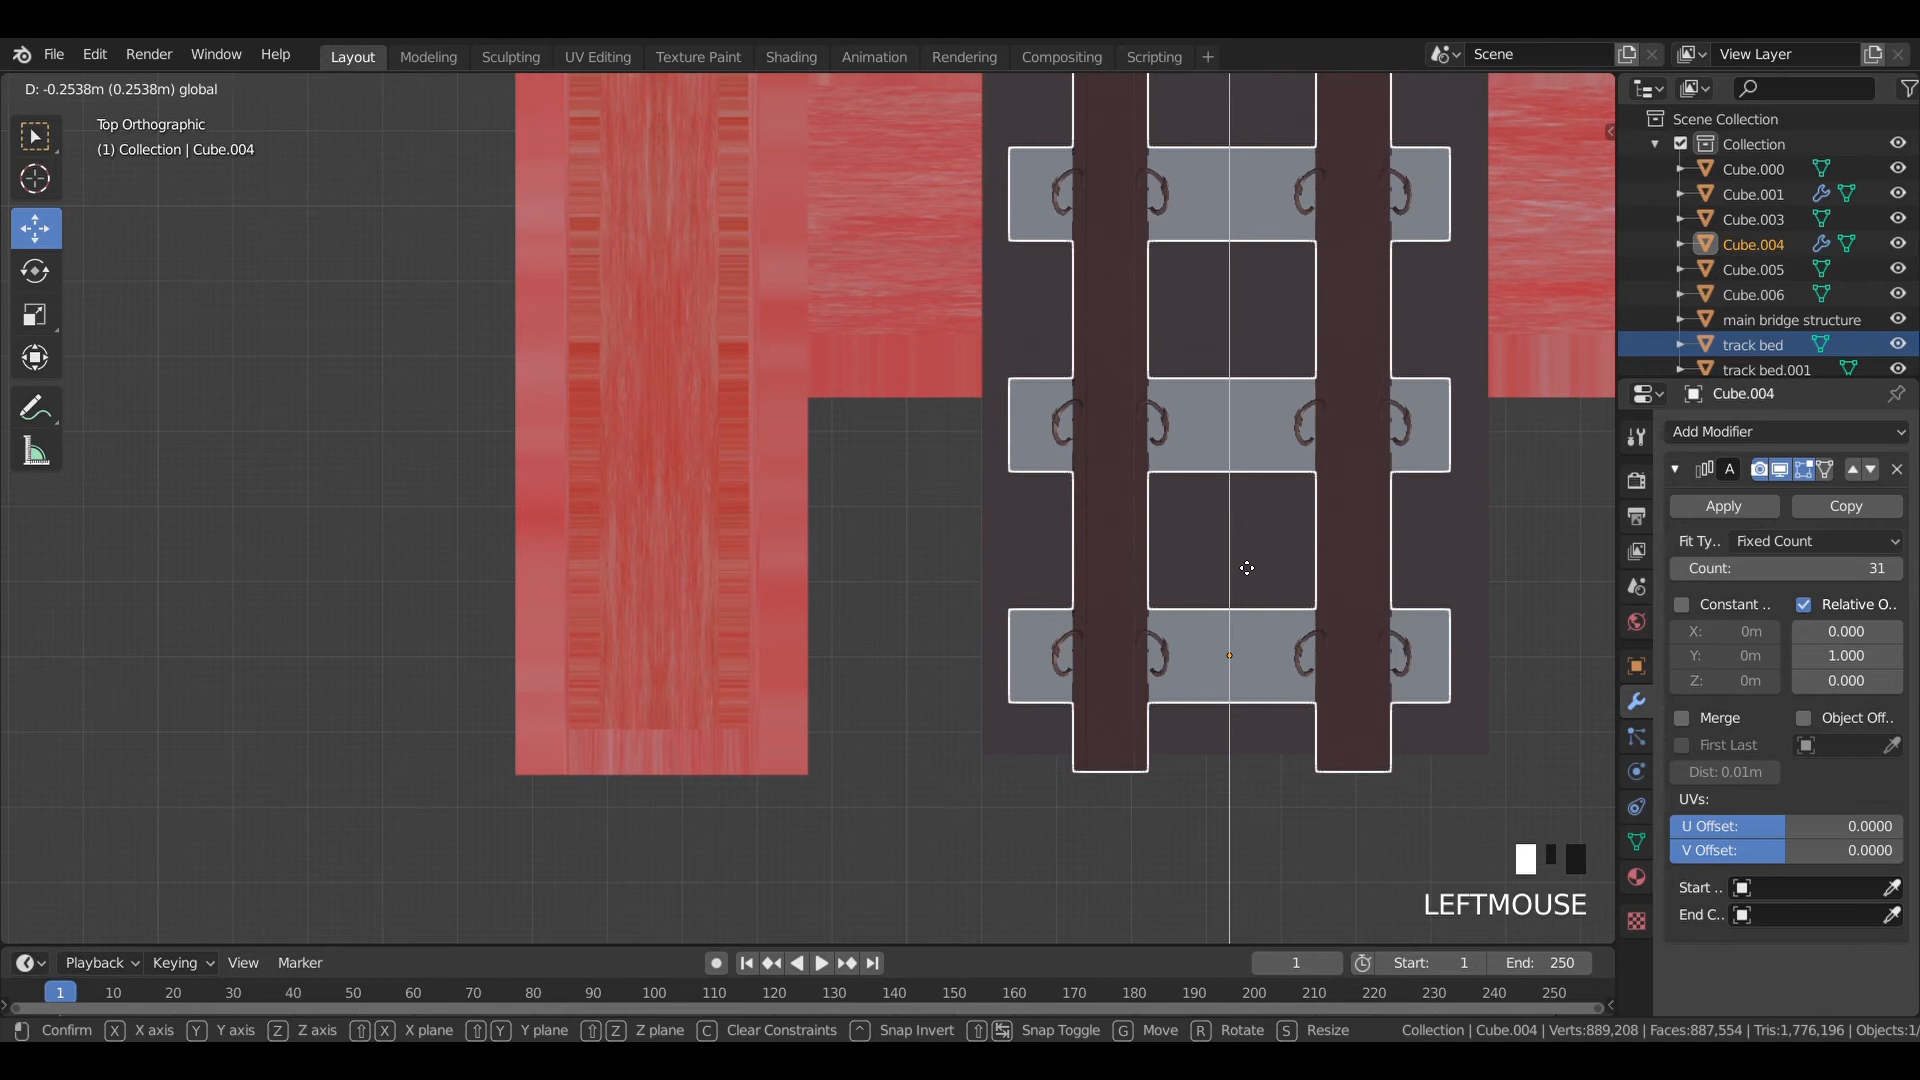 File Edit Render Window Help Layout Modeling Sculpting UV Editing Texture Paint Shading Animation Rendering Compositing Scripting + Scene View Layer
D: -0.2538m (0.2538m) global
Top Orthographic
(1) Collection | Cube.004
Scene Collection
Collection
Cube.000
Cube.001
Cube.003
Cube.004
Cube.005
Cube.006
main bridge structure
track bed
track bed.001
Cube.004
Add Modifier
A
Apply Copy
Fit Ty.. Fixed Count
Count: 31
Constant .. Relative O..
X: 0m 0.000
Y: 0m 1.000
Z: 0m 0.000
Merge Object Off..
First Last
Dist: 0.01m
UVs:
U Offset: 0.0000
V Offset: 0.0000
Start ..
End C..
LEFTMOUSE
Playback Keying View Marker 1 Start: 1 End: 250
1 10 20 30 40 50 60 70 80 90 100 110 120 130 140 150 160 170 180 190 200 210 220 230 240 250
Confirm X X axis Y Y axis Z Z axis X X plane Y Y plane Z Z plane C Clear Constraints ^ Snap Invert Snap Toggle G Move R Rotate S Resize Collection | Cube.004 | Verts:889,208 | Faces:887,554 | Tris:1,776,196 | Objects:1/